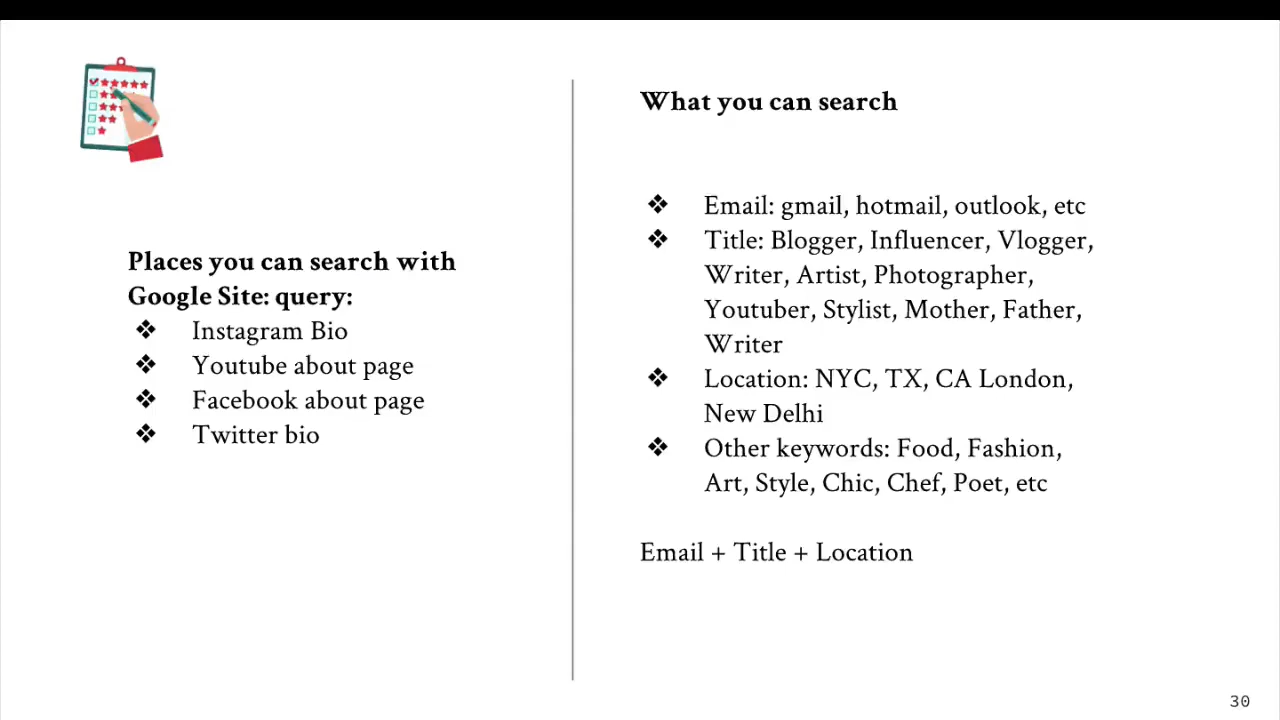 Places you can search with
Google Site: query:
❖ Instagram Bio
❖ Youtube about page
❖ Facebook about page
❖ Twitter bio
What you can search
❖ Email: gmail, hotmail, outlook, etc
❖ Title: Blogger, Influencer, Vlogger,
Writer, Artist, Photographer,
Youtuber, Stylist, Mother, Father,
Writer
❖ Location: NYC, TX, CA London,
New Delhi
❖ Other keywords: Food, Fashion,
Art, Style, Chic, Chef, Poet, etc
Email + Title + Location
30